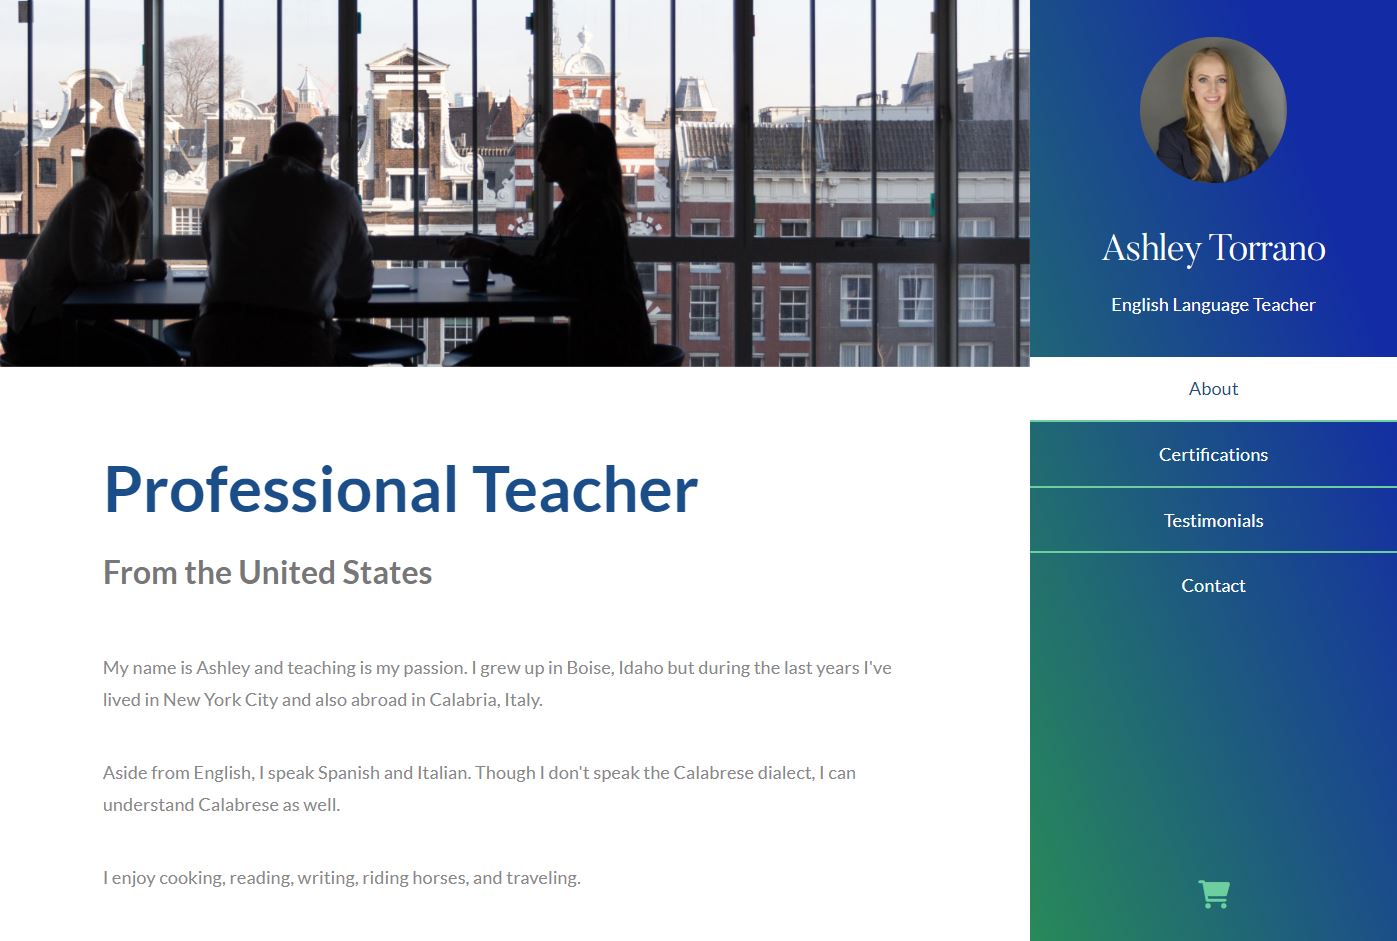 Ashley Torrano
English Language Teacher
About
Certifications
Testimonials
Contact
Professional Teacher
From the United States
My name is Ashley and teaching is my passion. I grew up in Boise, Idaho but during the last years I've
lived in New York City and also abroad in Calabria, Italy.
Aside from English, I speak Spanish and Italian. Though I don't speak the Calabrese dialect, I can
understand Calabrese as well.
I enjoy cooking, reading, writing, riding horses, and traveling.